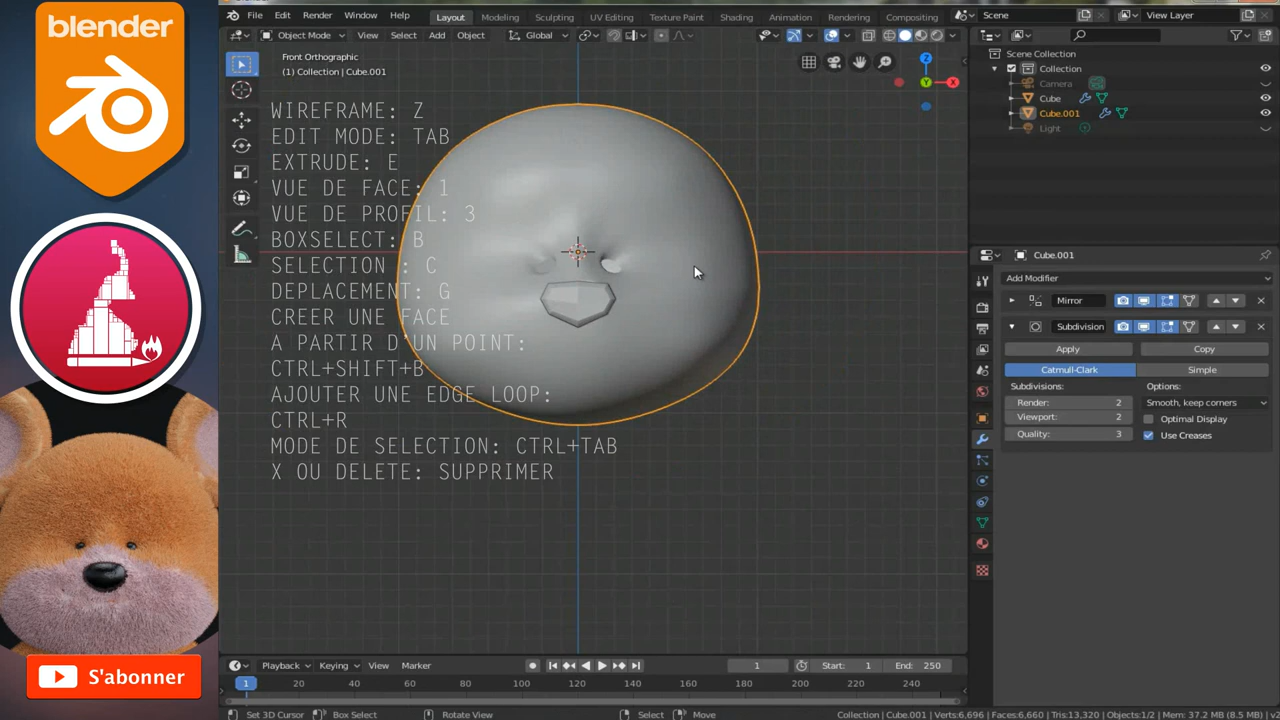 blender
S'abonner
File Edit Render Window Help
Layout Modeling Sculpting UV Editing Texture Paint Shading Animation Rendering Compositing
Scene
View Layer
Object Mode View Select Add Object
Global
Front Orthographic
(1) Collection | Cube.001
WIREFRAME: Z
EDIT MODE: TAB
EXTRUDE: E
VUE DE FACE: 1
VUE DE PROFIL: 3
BOXSELECT: B
SELECTION : C
DEPLACEMENT: G
CREER UNE FACE
A PARTIR D'UN POINT:
CTRL+SHIFT+B
AJOUTER UNE EDGE LOOP:
CTRL+R
MODE DE SELECTION: CTRL+TAB
X OU DELETE: SUPPRIMER
Z
Y
X
Scene Collection
Collection
Camera
Cube
Cube.001
Light
Cube.001
Add Modifier
Mirror
Subdivision
Apply Copy
Catmull-Clark Simple
Subdivisions: Options:
Render: 2 Smooth, keep corners
Viewport: 2 Optimal Display
Quality: 3 Use Creases
Playback Keying View Marker
1 Start: 1 End: 250
1 20 40 60 80 100 120 140 160 180 200 220 240
Set 3D Cursor Box Select Rotate View Select Move
Collection | Cube.001 | Verts:6,696 | Faces:6,660 | Tris:13,320 | Objects:1/2 | Mem: 37.2 MB (8.5 MB)